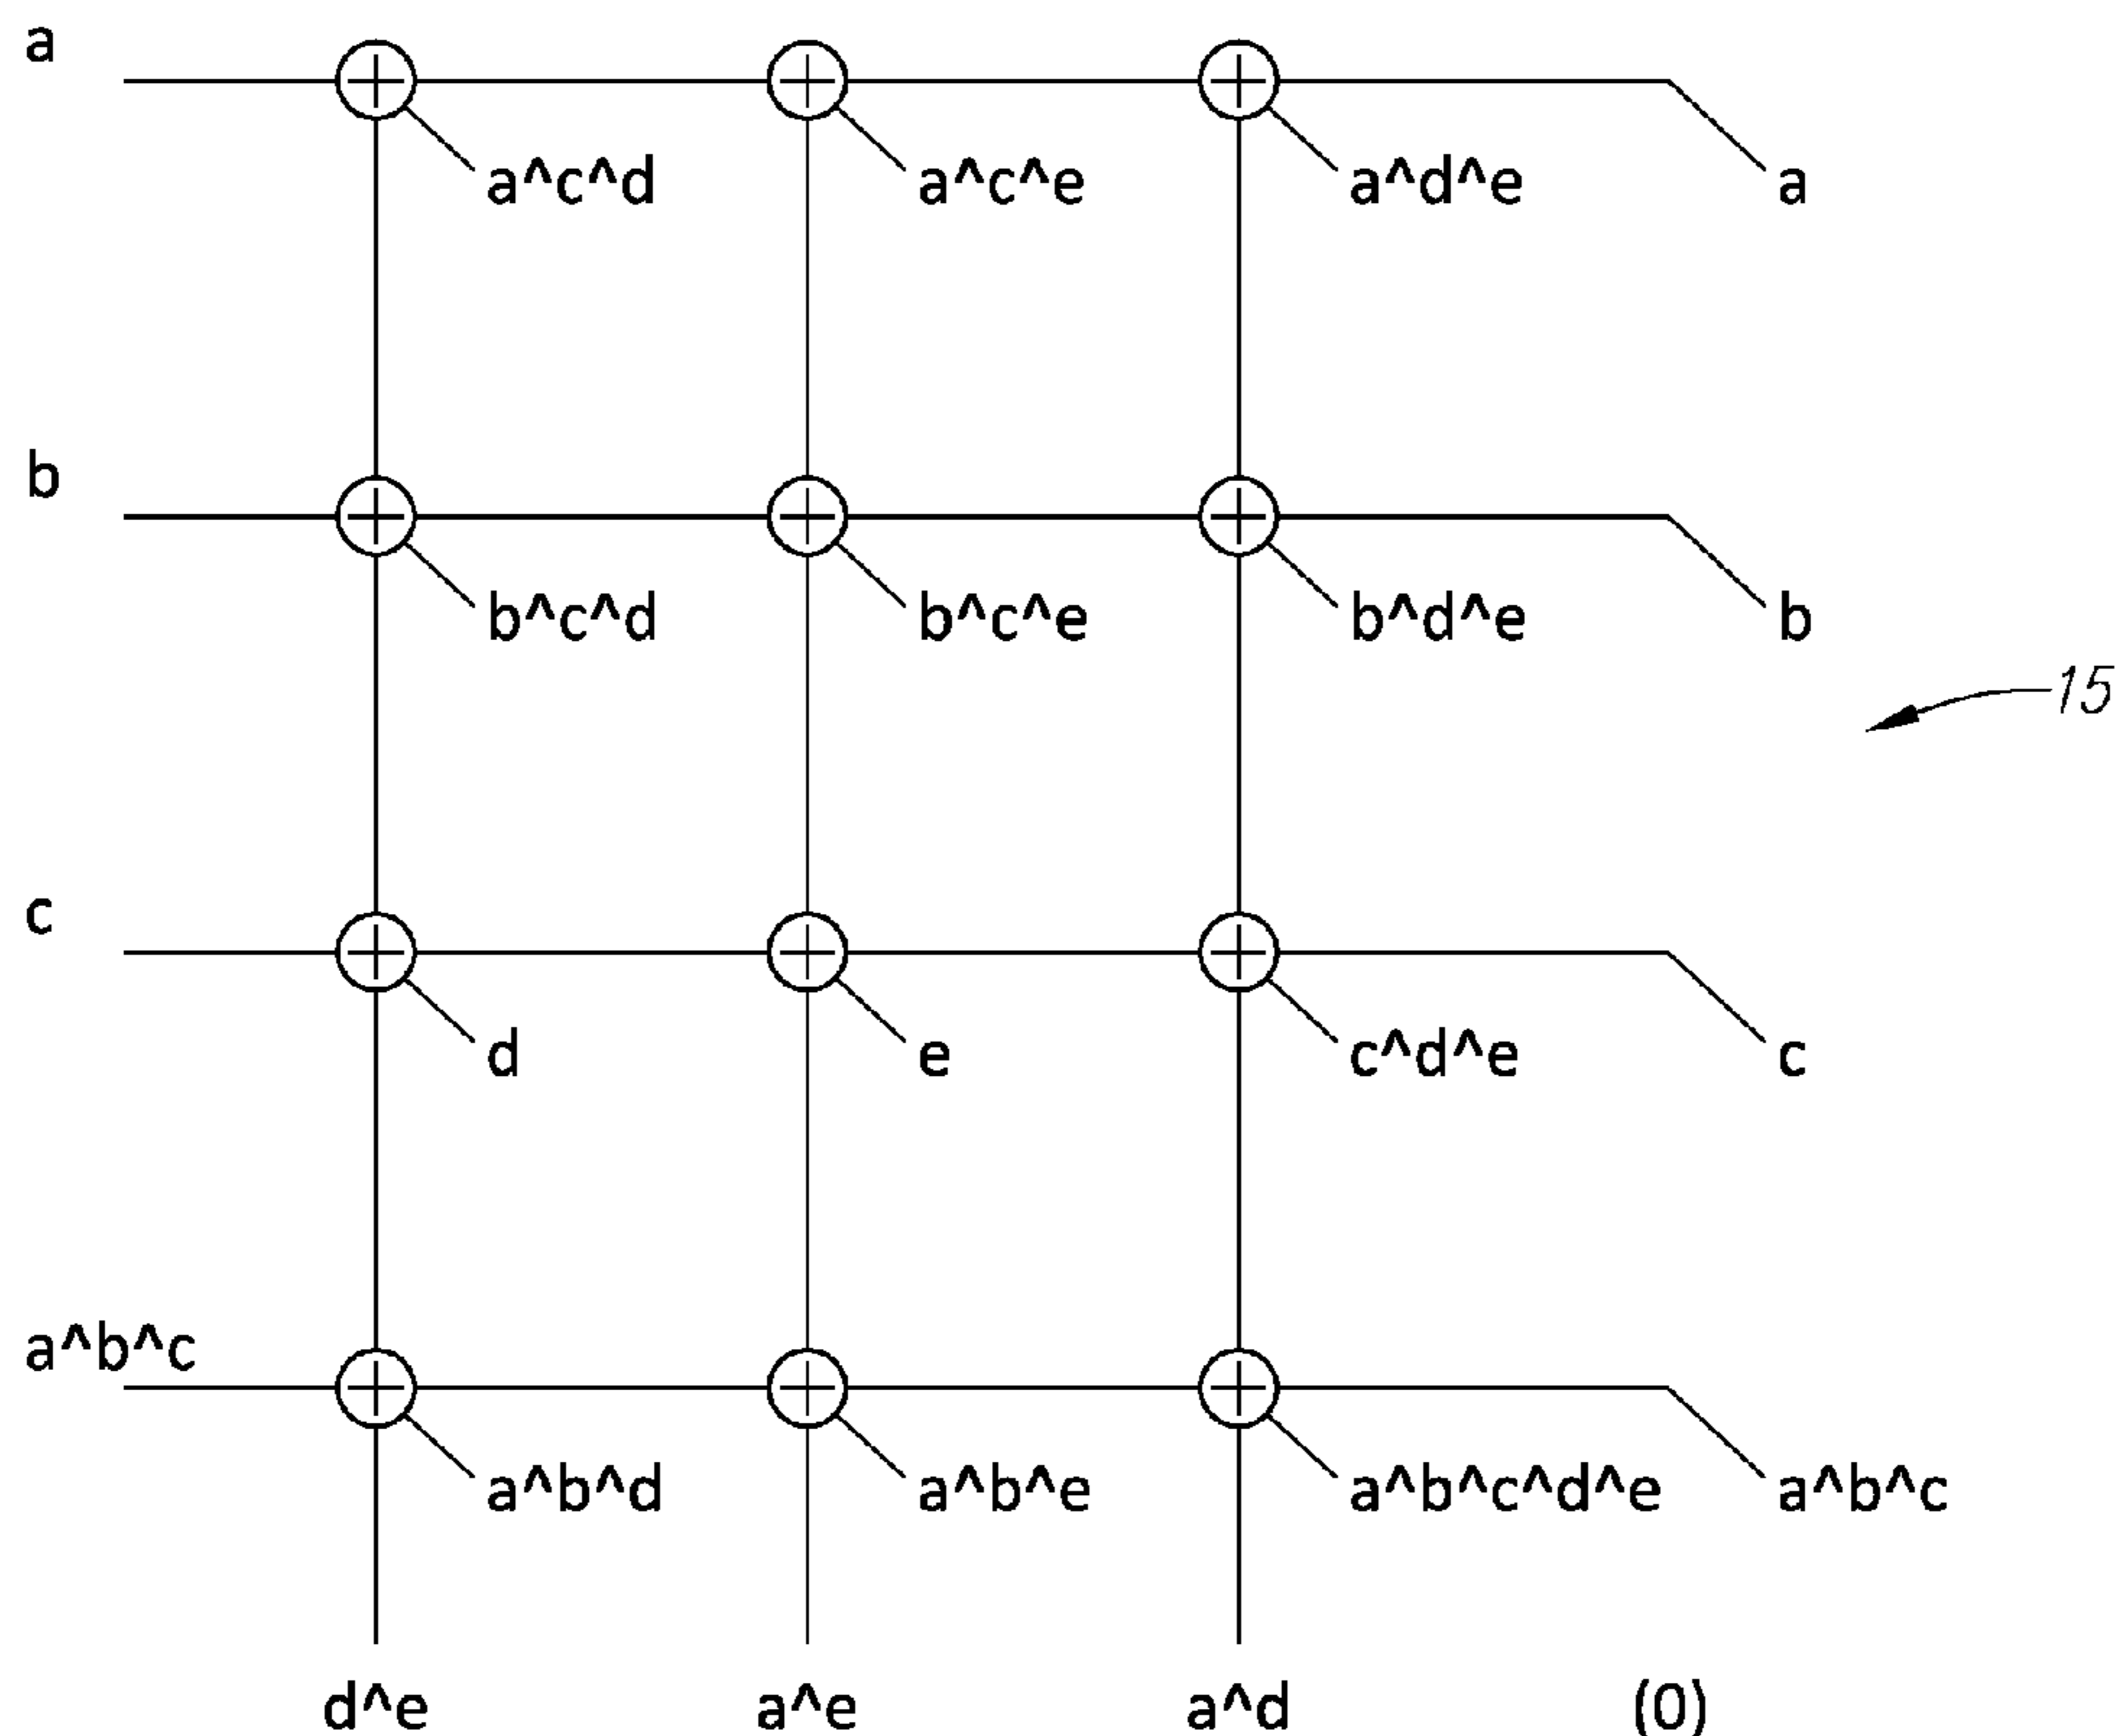 a
a^c^d a^c^e a^d^e a
b
b^c^d b^c^e b^d^e b
15
c
d e c^d^e c
a^b^c
a^b^d a^b^e a^b^c^d^e a^b^c
d^e a^e a^d (0)